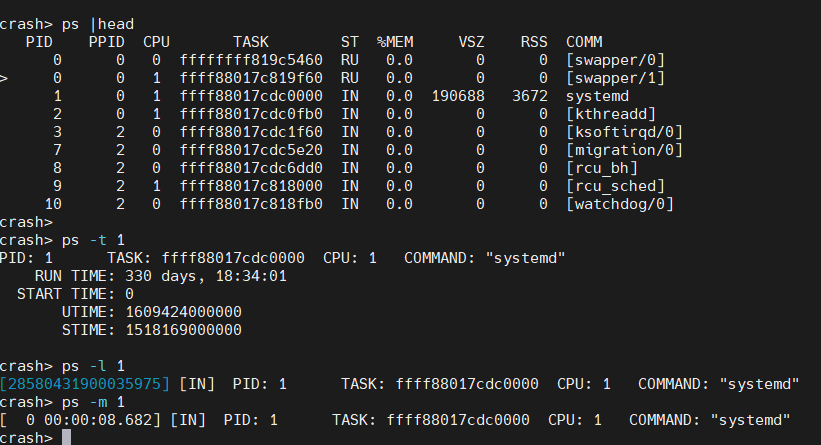 crash> ps |head
   PID    PPID  CPU       TASK        ST  %MEM     VSZ    RSS  COMM
      0      0   0  ffffffff819c5460  RU   0.0       0      0  [swapper/0]
>     0      0   1  ffff88017c819f60  RU   0.0       0      0  [swapper/1]
      1      0   1  ffff88017cdc0000  IN   0.0  190688   3672  systemd
      2      0   1  ffff88017cdc0fb0  IN   0.0       0      0  [kthreadd]
      3      2   0  ffff88017cdc1f60  IN   0.0       0      0  [ksoftirqd/0]
      7      2   0  ffff88017cdc5e20  IN   0.0       0      0  [migration/0]
      8      2   0  ffff88017cdc6dd0  IN   0.0       0      0  [rcu_bh]
      9      2   1  ffff88017c818000  IN   0.0       0      0  [rcu_sched]
     10      2   0  ffff88017c818fb0  IN   0.0       0      0  [watchdog/0]
crash>
crash> ps -t 1
PID: 1      TASK: ffff88017cdc0000  CPU: 1   COMMAND: "systemd"
    RUN TIME: 330 days, 18:34:01
  START TIME: 0
       UTIME: 1609424000000
       STIME: 1518169000000
crash> ps -l 1
[28580431900035975] [IN]  PID: 1      TASK: ffff88017cdc0000  CPU: 1   COMMAND: "systemd"
crash> ps -m 1
[  0 00:00:08.682] [IN]  PID: 1      TASK: ffff88017cdc0000  CPU: 1   COMMAND: "systemd"
crash>